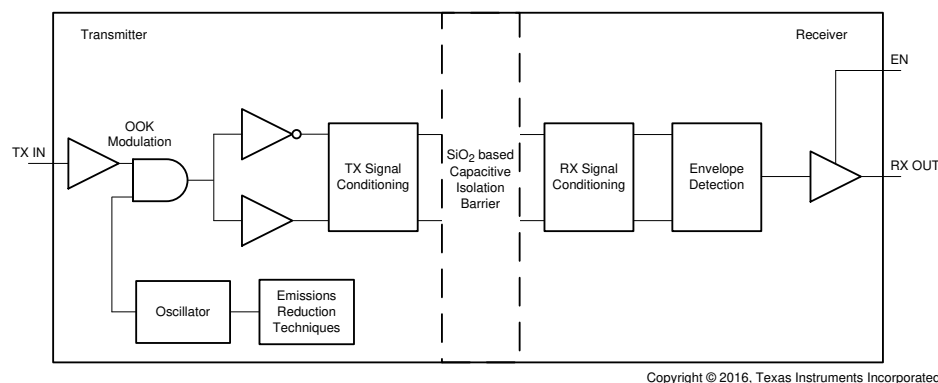 Transmitter
Receiver
EN
OOK
Modulation
TX IN
TX Signal
Conditioning
SiO2 based
Capacitive
Isolation
Barrier
RX Signal
Conditioning
Envelope
Detection
RX OUT
Oscillator
Emissions
Reduction
Techniques
Copyright © 2016, Texas Instruments Incorporated